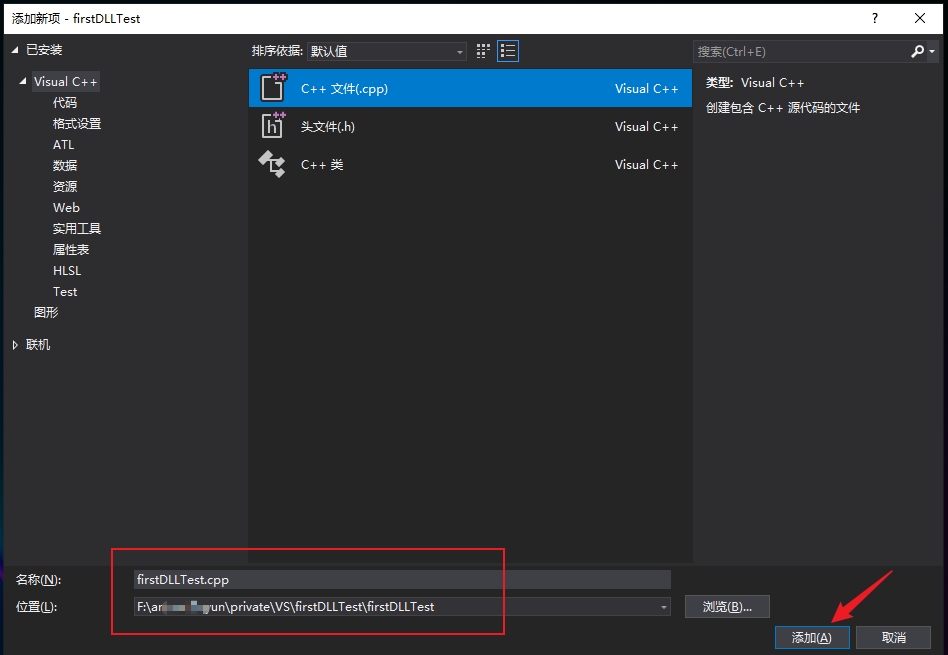 添加新项 - firstDLLTest
?
已安装
排序依据: 默认值
搜索(Ctrl+E)
Visual C++
代码
格式设置
ATL
数据
资源
Web
实用工具
属性表
HLSL
Test
图形
联机
C++ 文件(.cpp) Visual C++
头文件(.h) Visual C++
C++ 类 Visual C++
类型: Visual C++
创建包含 C++ 源代码的文件
名称(N): firstDLLTest.cpp
位置(L): \private\VS\firstDLLTest\firstDLLTest
浏览(B)...
添加(A)
取消